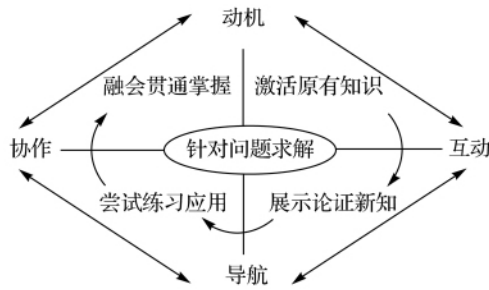 动机
融会贯通掌握 激活原有知识
协作 针对问题求解 互动
尝试练习应用 展示论证新知
导航